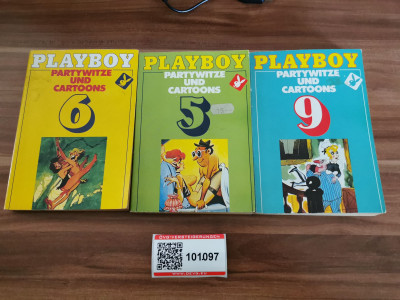 PLAYBOY
PARTYWITZE
UND
CARTOONS
6
PLAYBOY
PARTYWITZE
UND
CARTOONS
5
PLAYBOY
PARTYWITZE
UND
CARTOONS
9
101097